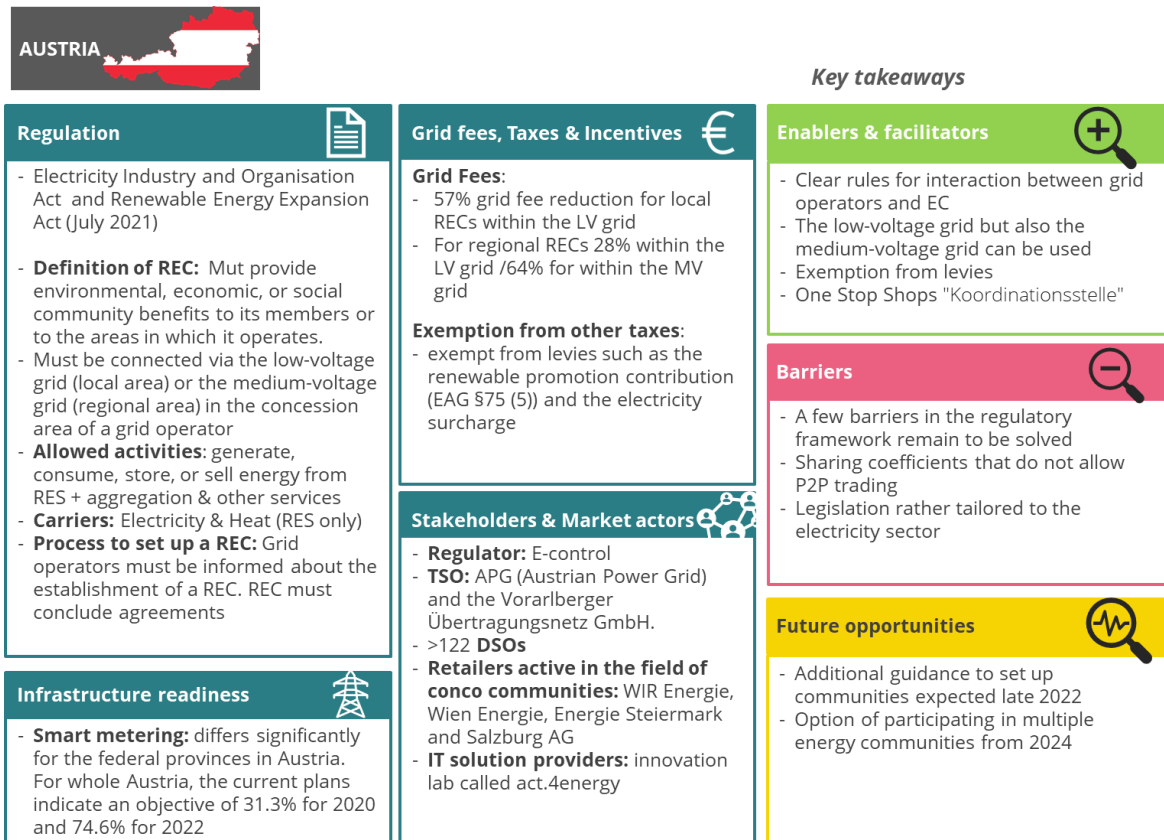 AUSTRIA
Key takeaways
Regulation
- Electricity Industry and Organisation
Act and Renewable Energy Expansion
Act (July 2021)
- Definition of REC: Mut provide
environmental, economic, or social
community benefits to its members or
to the areas in which it operates.
- Must be connected via the low-voltage
grid (local area) or the medium-voltage
grid (regional area) in the concession
area of a grid operator
- Allowed activities: generate,
consume, store, or sell energy from
RES + aggregation & other services
- Carriers: Electricity & Heat (RES only)
- Process to set up a REC: Grid
operators must be informed about the
establishment of a REC. REC must
conclude agreements
Infrastructure readiness
- Smart metering: differs significantly
for the federal provinces in Austria.
For whole Austria, the current plans
indicate an objective of 31.3% for 2020
and 74.6% for 2022
Grid fees, Taxes & Incentives €
Grid Fees:
- 57% grid fee reduction for local
RECs within the LV grid
- For regional RECs 28% within the
LV grid /64% for within the MV
grid
Exemption from other taxes:
- exempt from levies such as the
renewable promotion contribution
(EAG §75 (5)) and the electricity
surcharge
Stakeholders & Market actors
- Regulator: E-control
- TSO: APG (Austrian Power Grid)
and the Vorarlberger
Übertragungsnetz GmbH.
- >122 DSOs
- Retailers active in the field of
conco communities: WIR Energie,
Wien Energie, Energie Steiermark
and Salzburg AG
- IT solution providers: innovation
lab called act.4energy
Enablers & facilitators
- Clear rules for interaction between grid
operators and EC
- The low-voltage grid but also the
medium-voltage grid can be used
- Exemption from levies
- One Stop Shops "Koordinationsstelle"
Barriers
- A few barriers in the regulatory
framework remain to be solved
- Sharing coefficients that do not allow
P2P trading
- Legislation rather tailored to the
electricity sector
Future opportunities
- Additional guidance to set up
communities expected late 2022
- Option of participating in multiple
energy communities from 2024